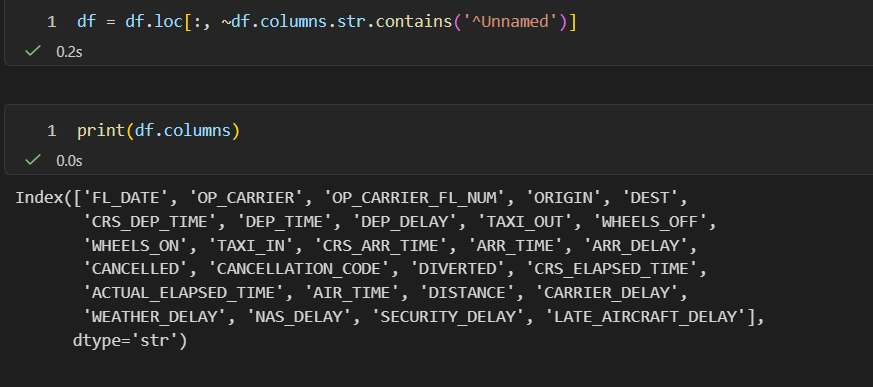 1 df = df.loc[:, ~df.columns.str.contains('^Unnamed')]
0.2s
1 print(df.columns)
0.0s
Index(['FL_DATE', 'OP_CARRIER', 'OP_CARRIER_FL_NUM', 'ORIGIN', 'DEST',
'CRS_DEP_TIME', 'DEP_TIME', 'DEP_DELAY', 'TAXI_OUT', 'WHEELS_OFF',
'WHEELS_ON', 'TAXI_IN', 'CRS_ARR_TIME', 'ARR_TIME', 'ARR_DELAY',
'CANCELLED', 'CANCELLATION_CODE', 'DIVERTED', 'CRS_ELAPSED_TIME',
'ACTUAL_ELAPSED_TIME', 'AIR_TIME', 'DISTANCE', 'CARRIER_DELAY',
'WEATHER_DELAY', 'NAS_DELAY', 'SECURITY_DELAY', 'LATE_AIRCRAFT_DELAY'],
dtype='str')